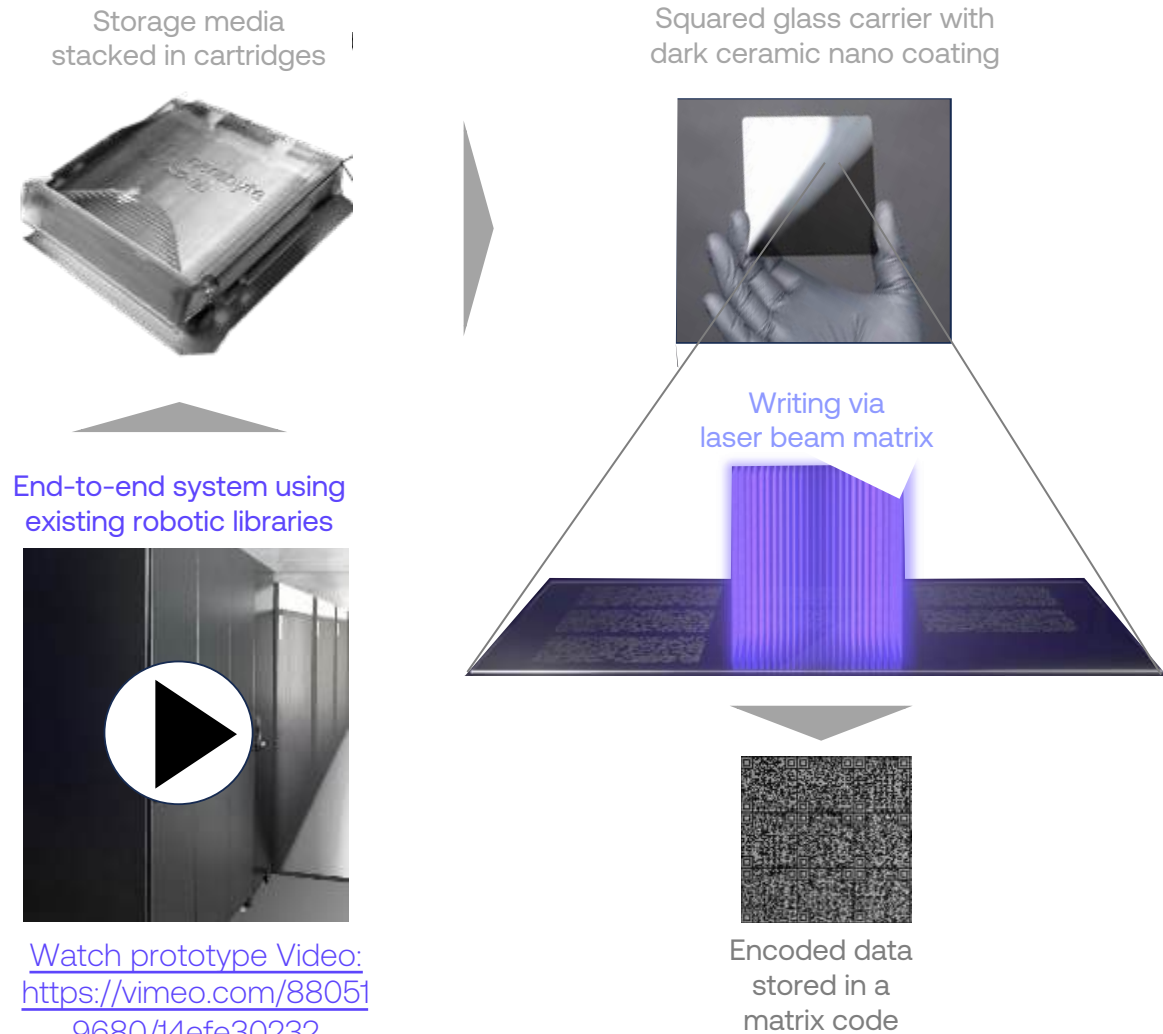 Storage media
stacked in cartridges
Squared glass carrier with
dark ceramic nano coating
Writing via
laser beam matrix
End-to-end system using
existing robotic libraries
Watch prototype Video:
https://vimeo.com/88051
9680/14efe30232
Encoded data
stored in a
matrix code